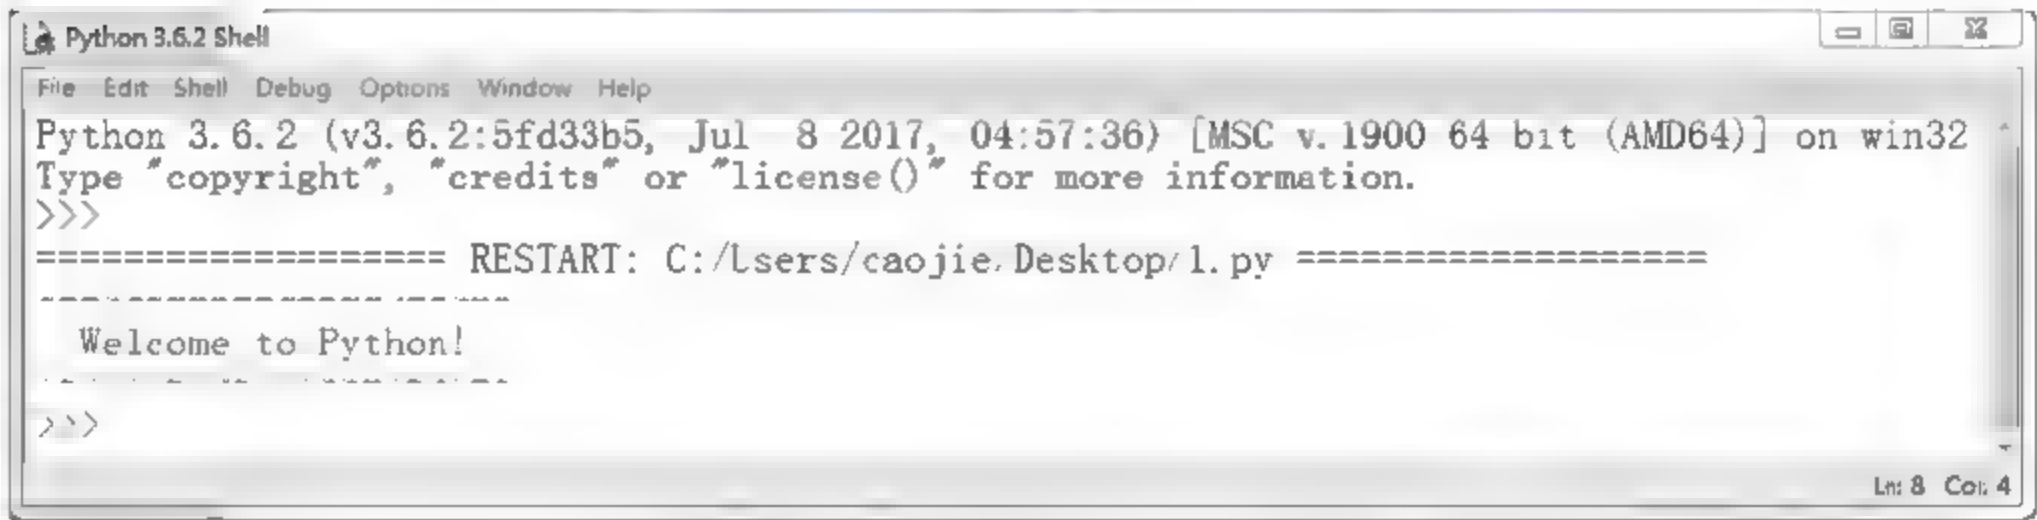 Python 3.6.2 Shell
File Edit Shell Debug Options Window Help
Python 3.6.2 (v3.6.2:5fd33b5, Jul  8 2017, 04:57:36) [MSC v.1900 64 bit (AMD64)] on win32
Type "copyright", "credits" or "license()" for more information.
>>>
=================== RESTART: C:/Users/caojie/Desktop/1.py ===================
----------------------
Welcome to Python!
----------------------
>>>
Ln: 8 Col: 4